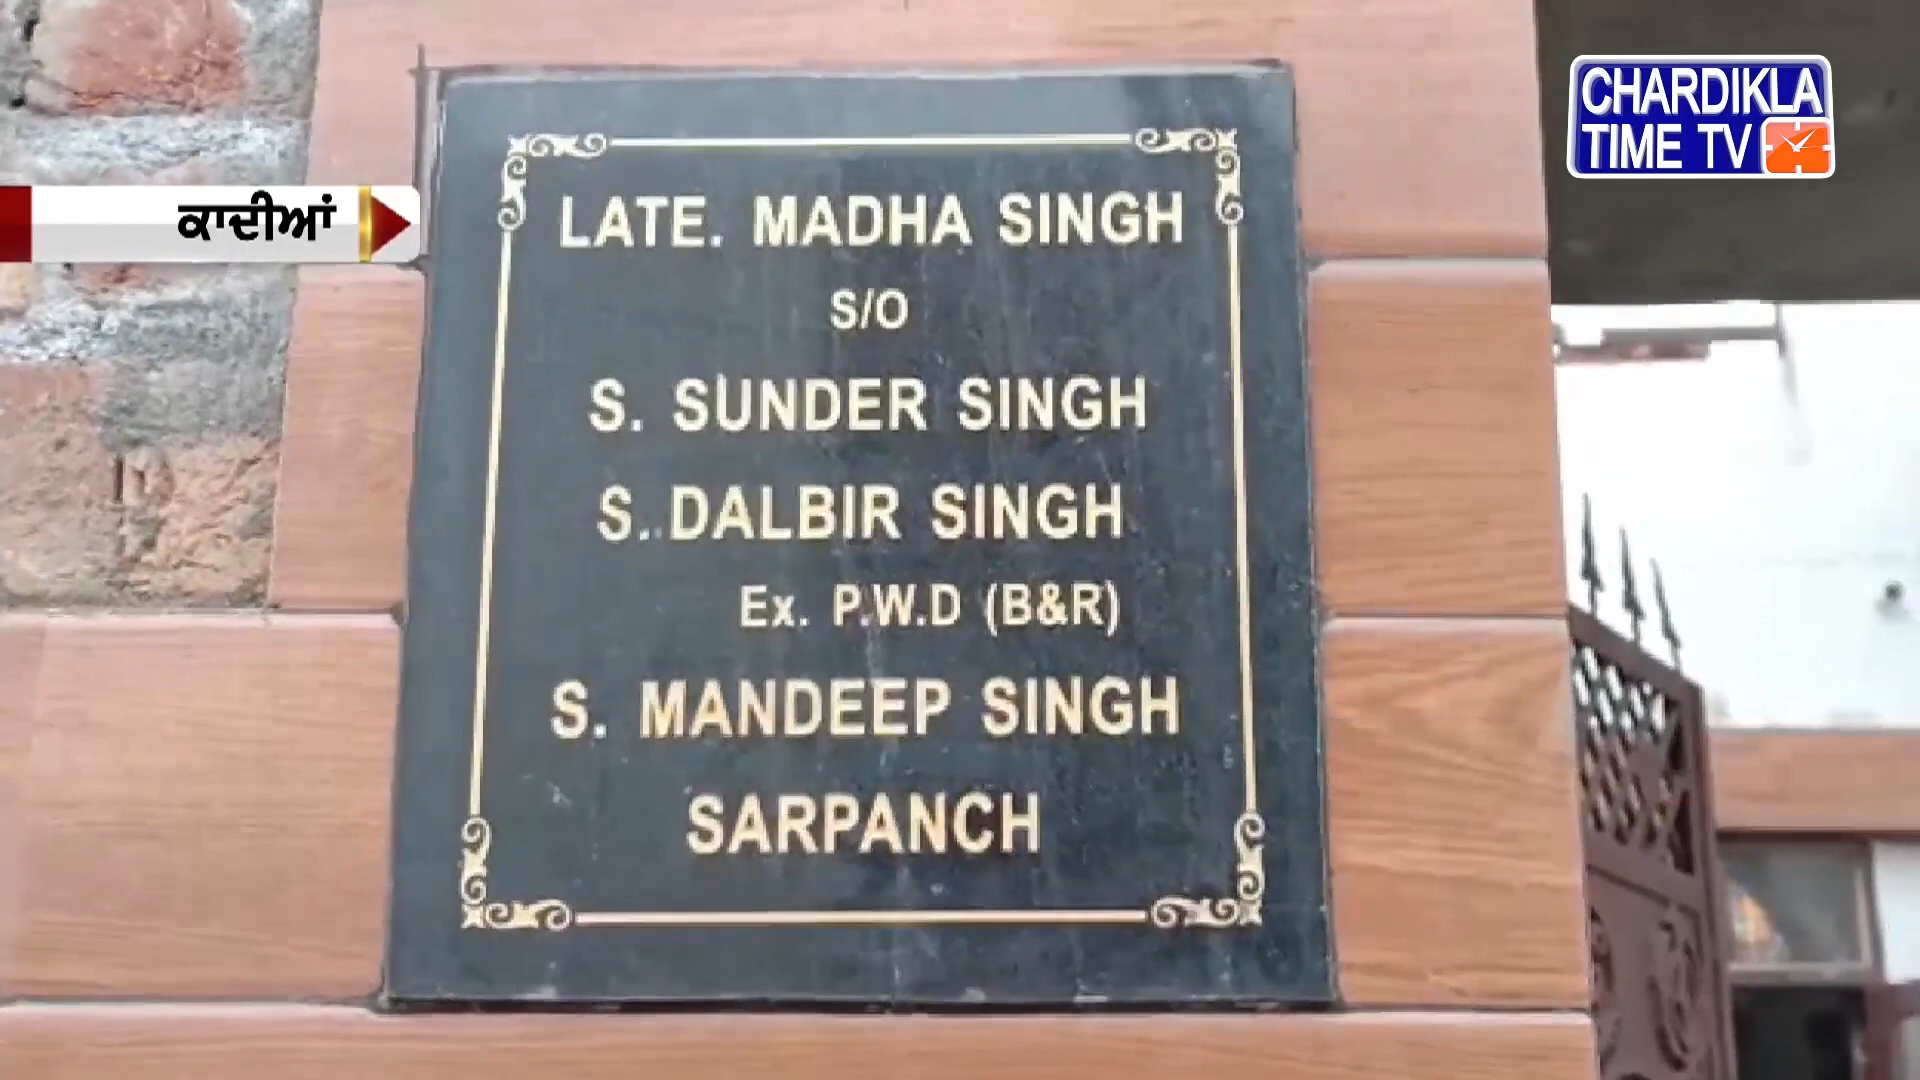 CHARDIKLA
TIME TV
ਕਾਦੀਆਂ
LATE. MADHA SINGH
S/O
S. SUNDER SINGH
S. DALBIR SINGH
Ex. P.W.D (B&R)
S. MANDEEP SINGH
SARPANCH